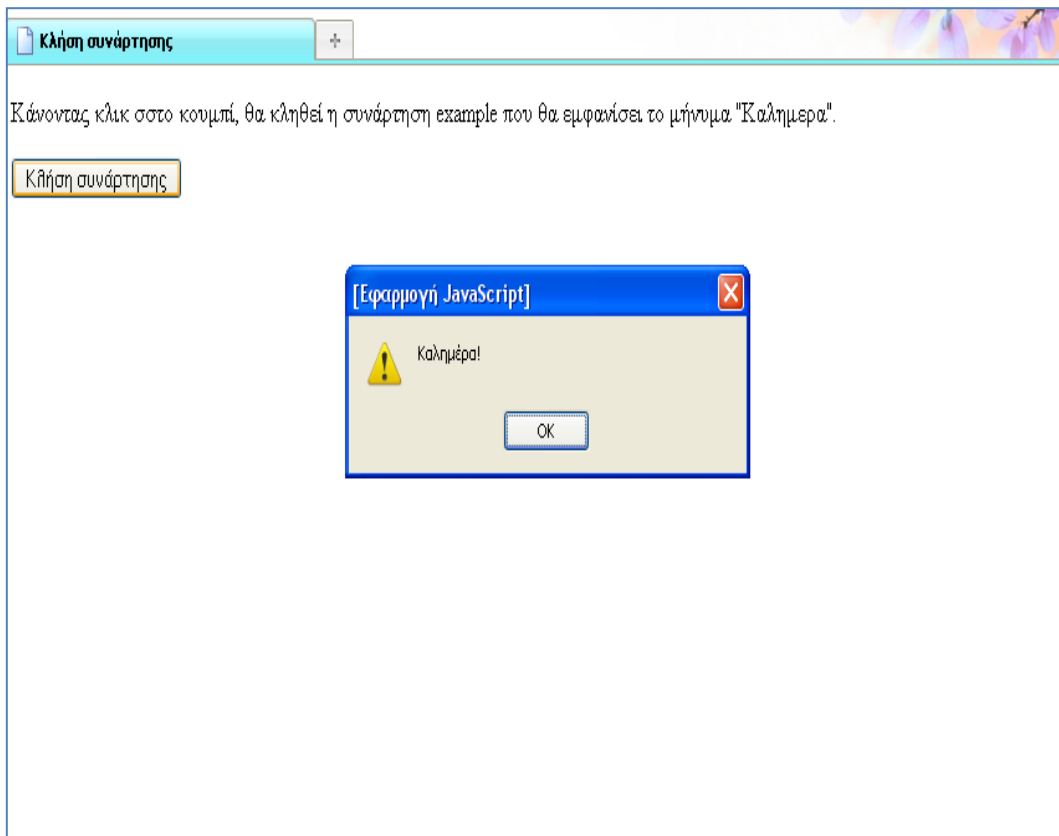 Κλήση συνάρτησης
Κάνοντας κλικ σστο κουμπί, θα κληθεί η συνάρτηση example που θα εμφανίσει το μήνυμα "Καλημερα".
Κλήση συνάρτησης
[Εφαρμογή JavaScript]
Καλημέρα!
OK